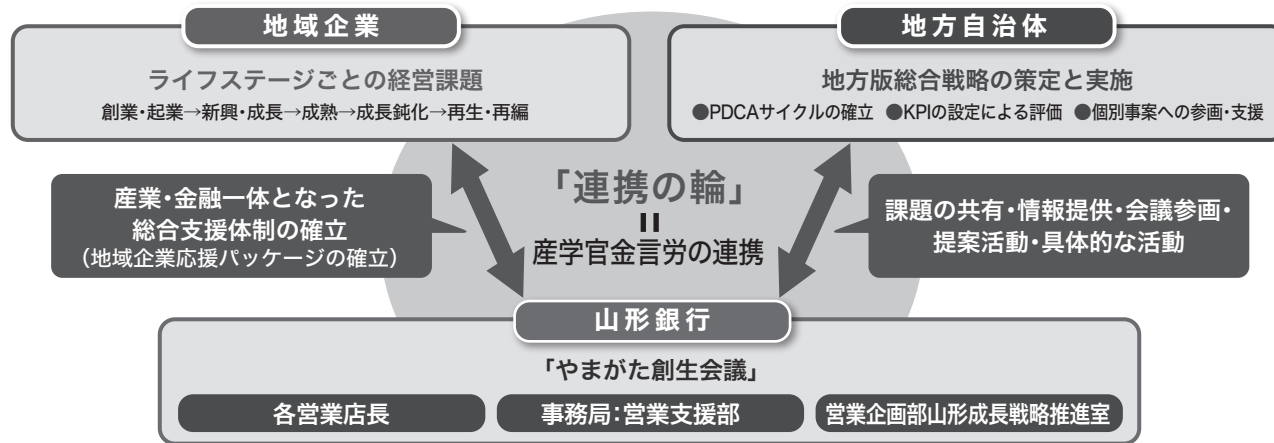 地域企業
ライフステージごとの経営課題
創業・起業→新興・成長→成熟→成長鈍化→再生・再編
地方自治体
地方版総合戦略の策定と実施
●PDCAサイクルの確立 ●KPIの設定による評価 ●個別事案への参画・支援
産業・金融一体となった
総合支援体制の確立
（地域企業応援パッケージの確立）
「連携の輪」
=
産学官金言労の連携
課題の共有・情報提供・会議参画・
提案活動・具体的な活動
山形銀行
「やまがた創生会議」
各営業店長
事務局：営業支援部
営業企画部山形成長戦略推進室